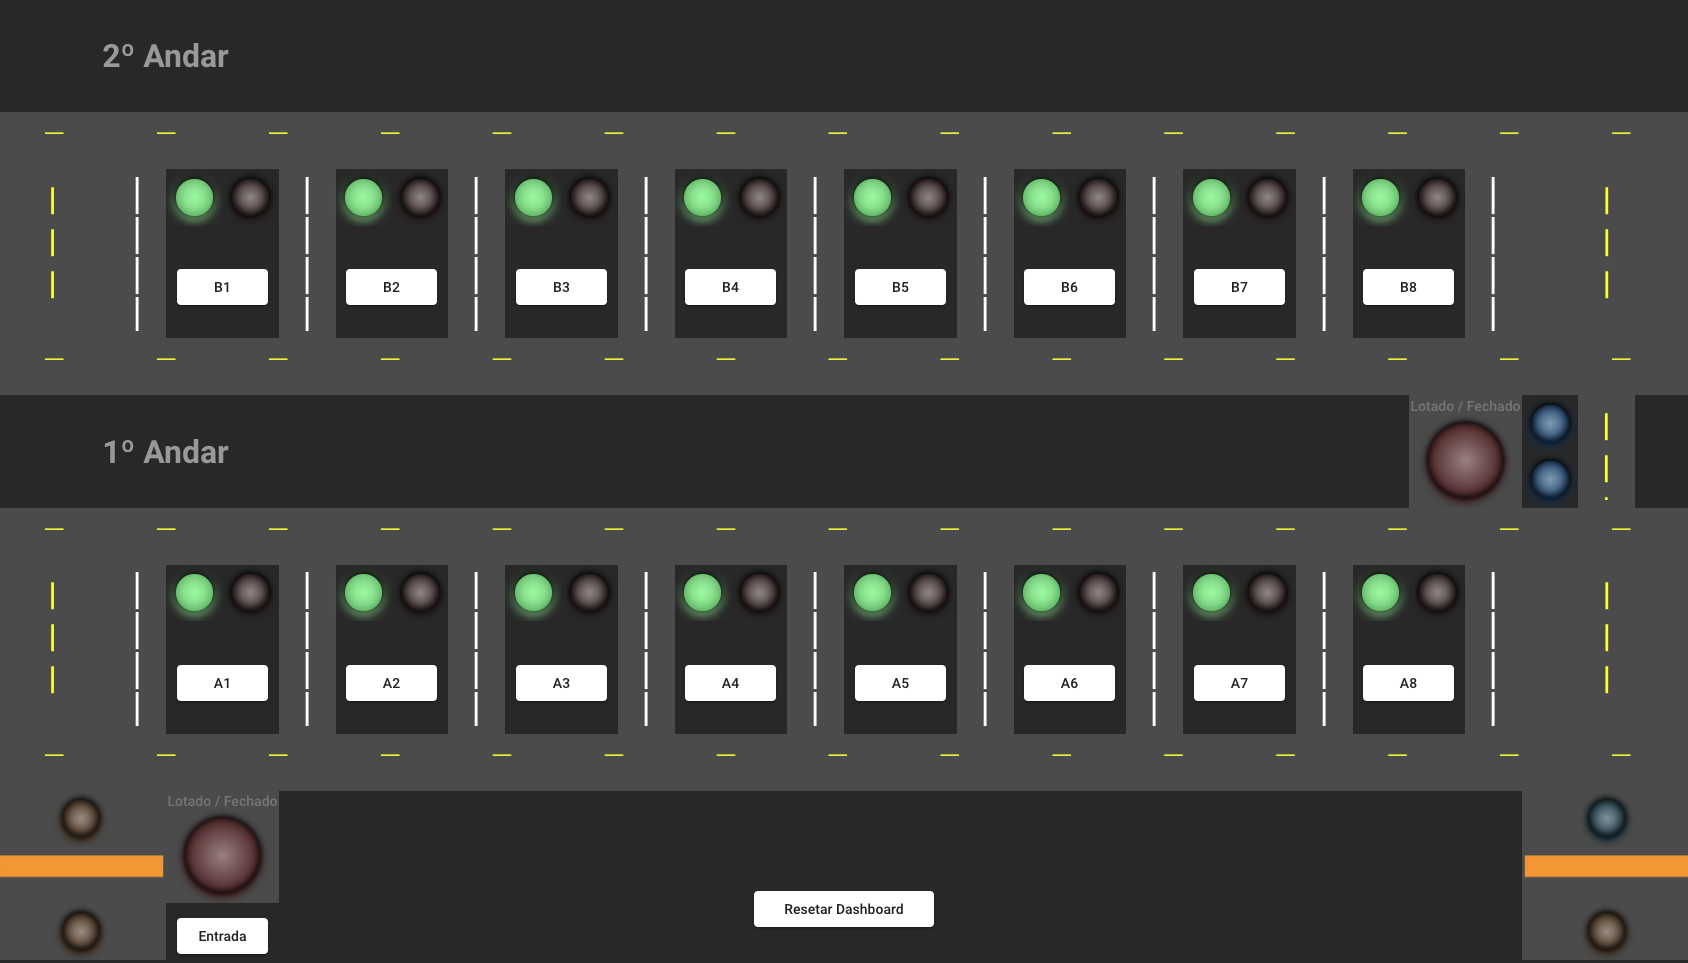 2º Andar
B1
B2
B3
B4
B5
B6
B7
B8
1º Andar
Lotado / Fechado
A1
A2
A3
A4
A5
A6
A7
A8
Lotado / Fechado
Resetar Dashboard
Entrada